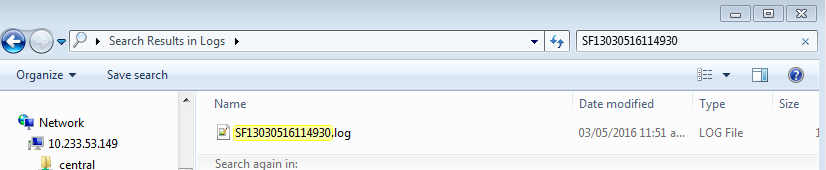 Search Results in Logs
SF13030516114930
Organize
Save search
Name
Date modified
Type
Size
Network
10.233.53.149
central
SF13030516114930.log
03/05/2016 11:51 a...
LOG File
1
Search again in: